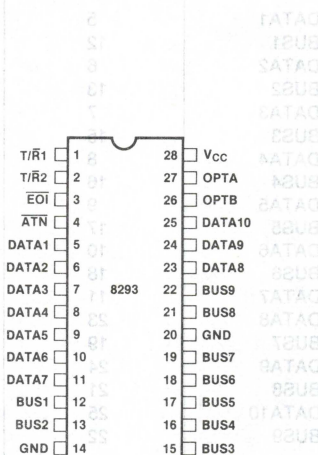 T/R̅1 1 28 VCC
T/R̅2 2 27 OPTA
E̅O̅I̅ 3 26 OPTB
A̅T̅N̅ 4 25 DATA10
DATA1 5 24 DATA9
DATA2 6 23 DATA8
DATA3 7 8293 22 BUS9
DATA4 8 21 BUS8
DATA5 9 20 GND
DATA6 10 19 BUS7
DATA7 11 18 BUS6
BUS1 12 17 BUS5
BUS2 13 16 BUS4
GND 14 15 BUS3